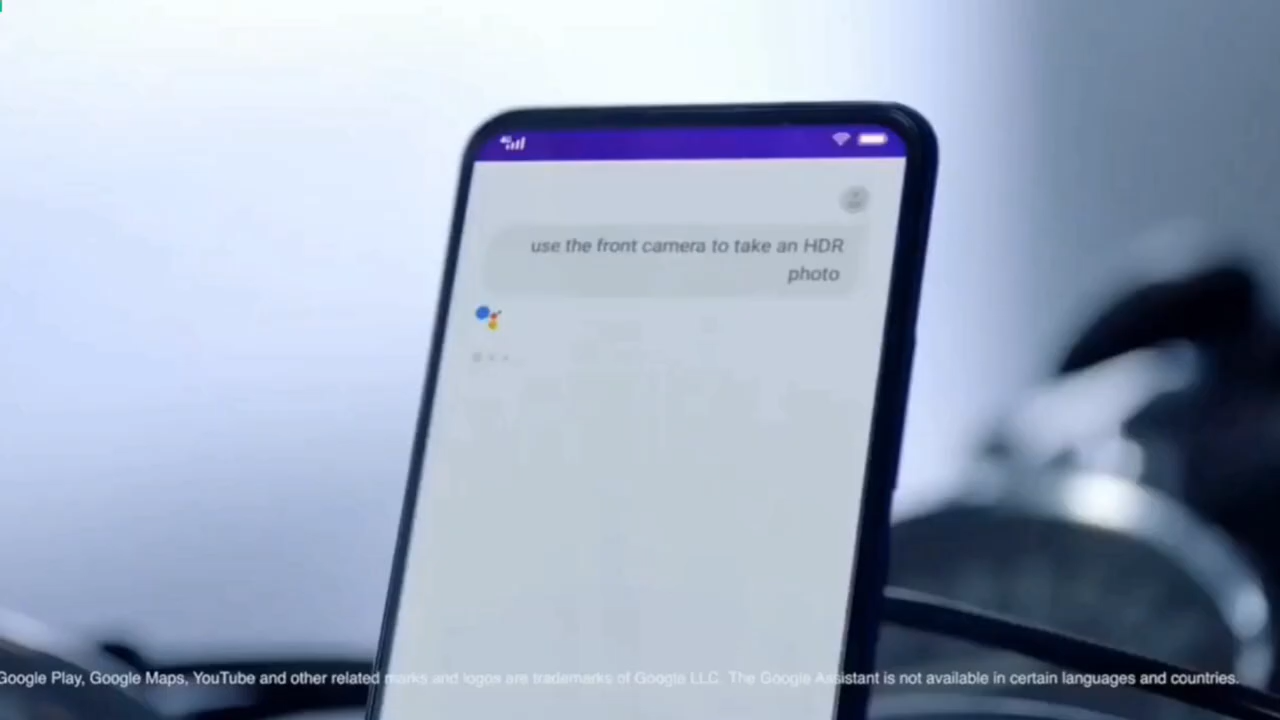 4G
use the front camera to take an HDR
photo
Google Play, Google Maps, YouTube and other related marks and logos are trademarks of Google LLC. The Google Assistant is not available in certain languages and countries.